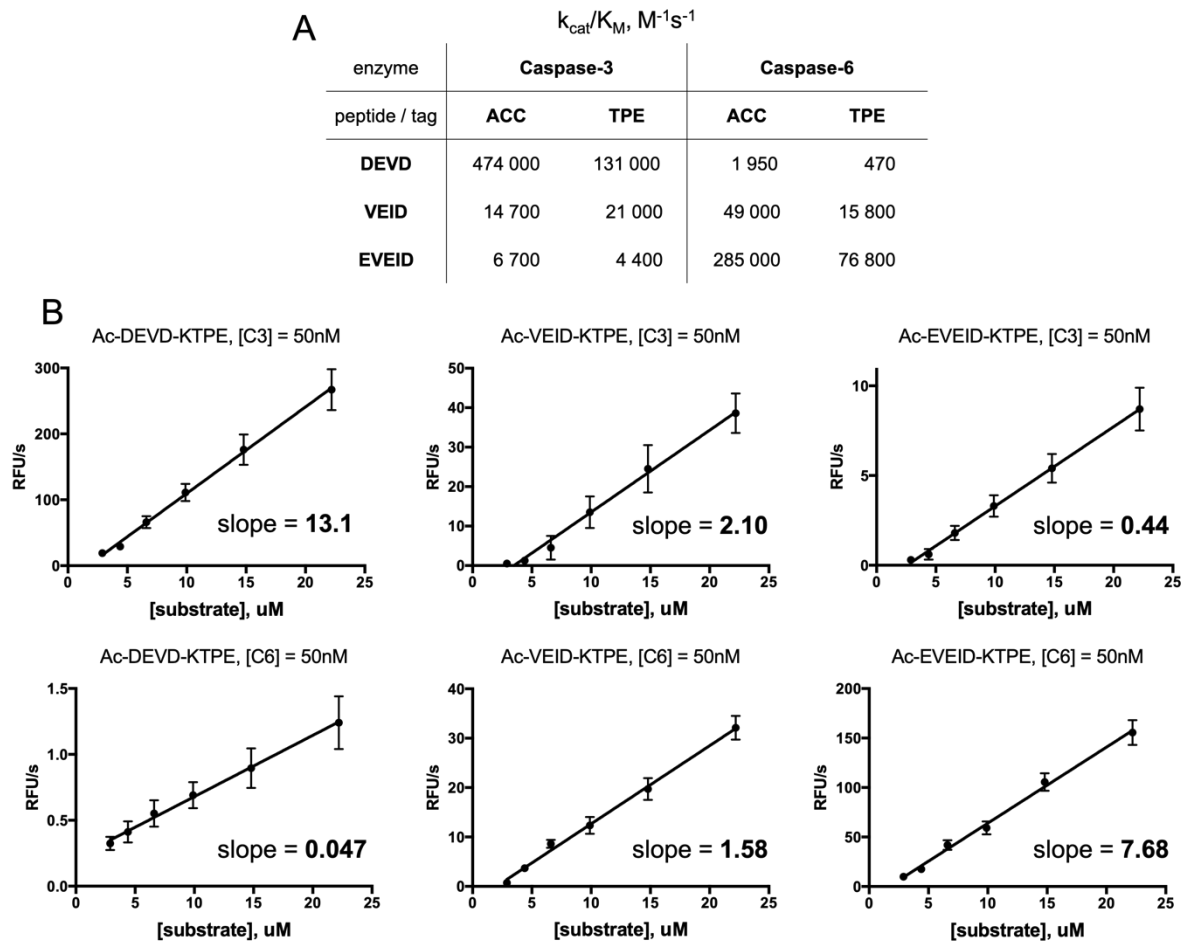 A
k_cat/K_M, M⁻¹s⁻¹
enzyme Caspase-3 Caspase-6
peptide / tag ACC TPE ACC TPE
DEVD 474 000 131 000 1 950 470
VEID 14 700 21 000 49 000 15 800
EVEID 6 700 4 400 285 000 76 800
B
Ac-DEVD-KTPE, [C3] = 50nM
300
200
100
0
RFU/s
slope = 13.1
0 5 10 15 20 25
[substrate], uM
Ac-VEID-KTPE, [C3] = 50nM
50
40
30
20
10
0
RFU/s
slope = 2.10
0 5 10 15 20 25
[substrate], uM
Ac-EVEID-KTPE, [C3] = 50nM
10
5
0
RFU/s
slope = 0.44
0 5 10 15 20 25
[substrate], uM
Ac-DEVD-KTPE, [C6] = 50nM
1.5
1.0
0.5
0.0
RFU/s
slope = 0.047
0 5 10 15 20 25
[substrate], uM
Ac-VEID-KTPE, [C6] = 50nM
40
30
20
10
0
RFU/s
slope = 1.58
0 5 10 15 20 25
[substrate], uM
Ac-EVEID-KTPE, [C6] = 50nM
200
150
100
50
0
RFU/s
slope = 7.68
0 5 10 15 20 25
[substrate], uM